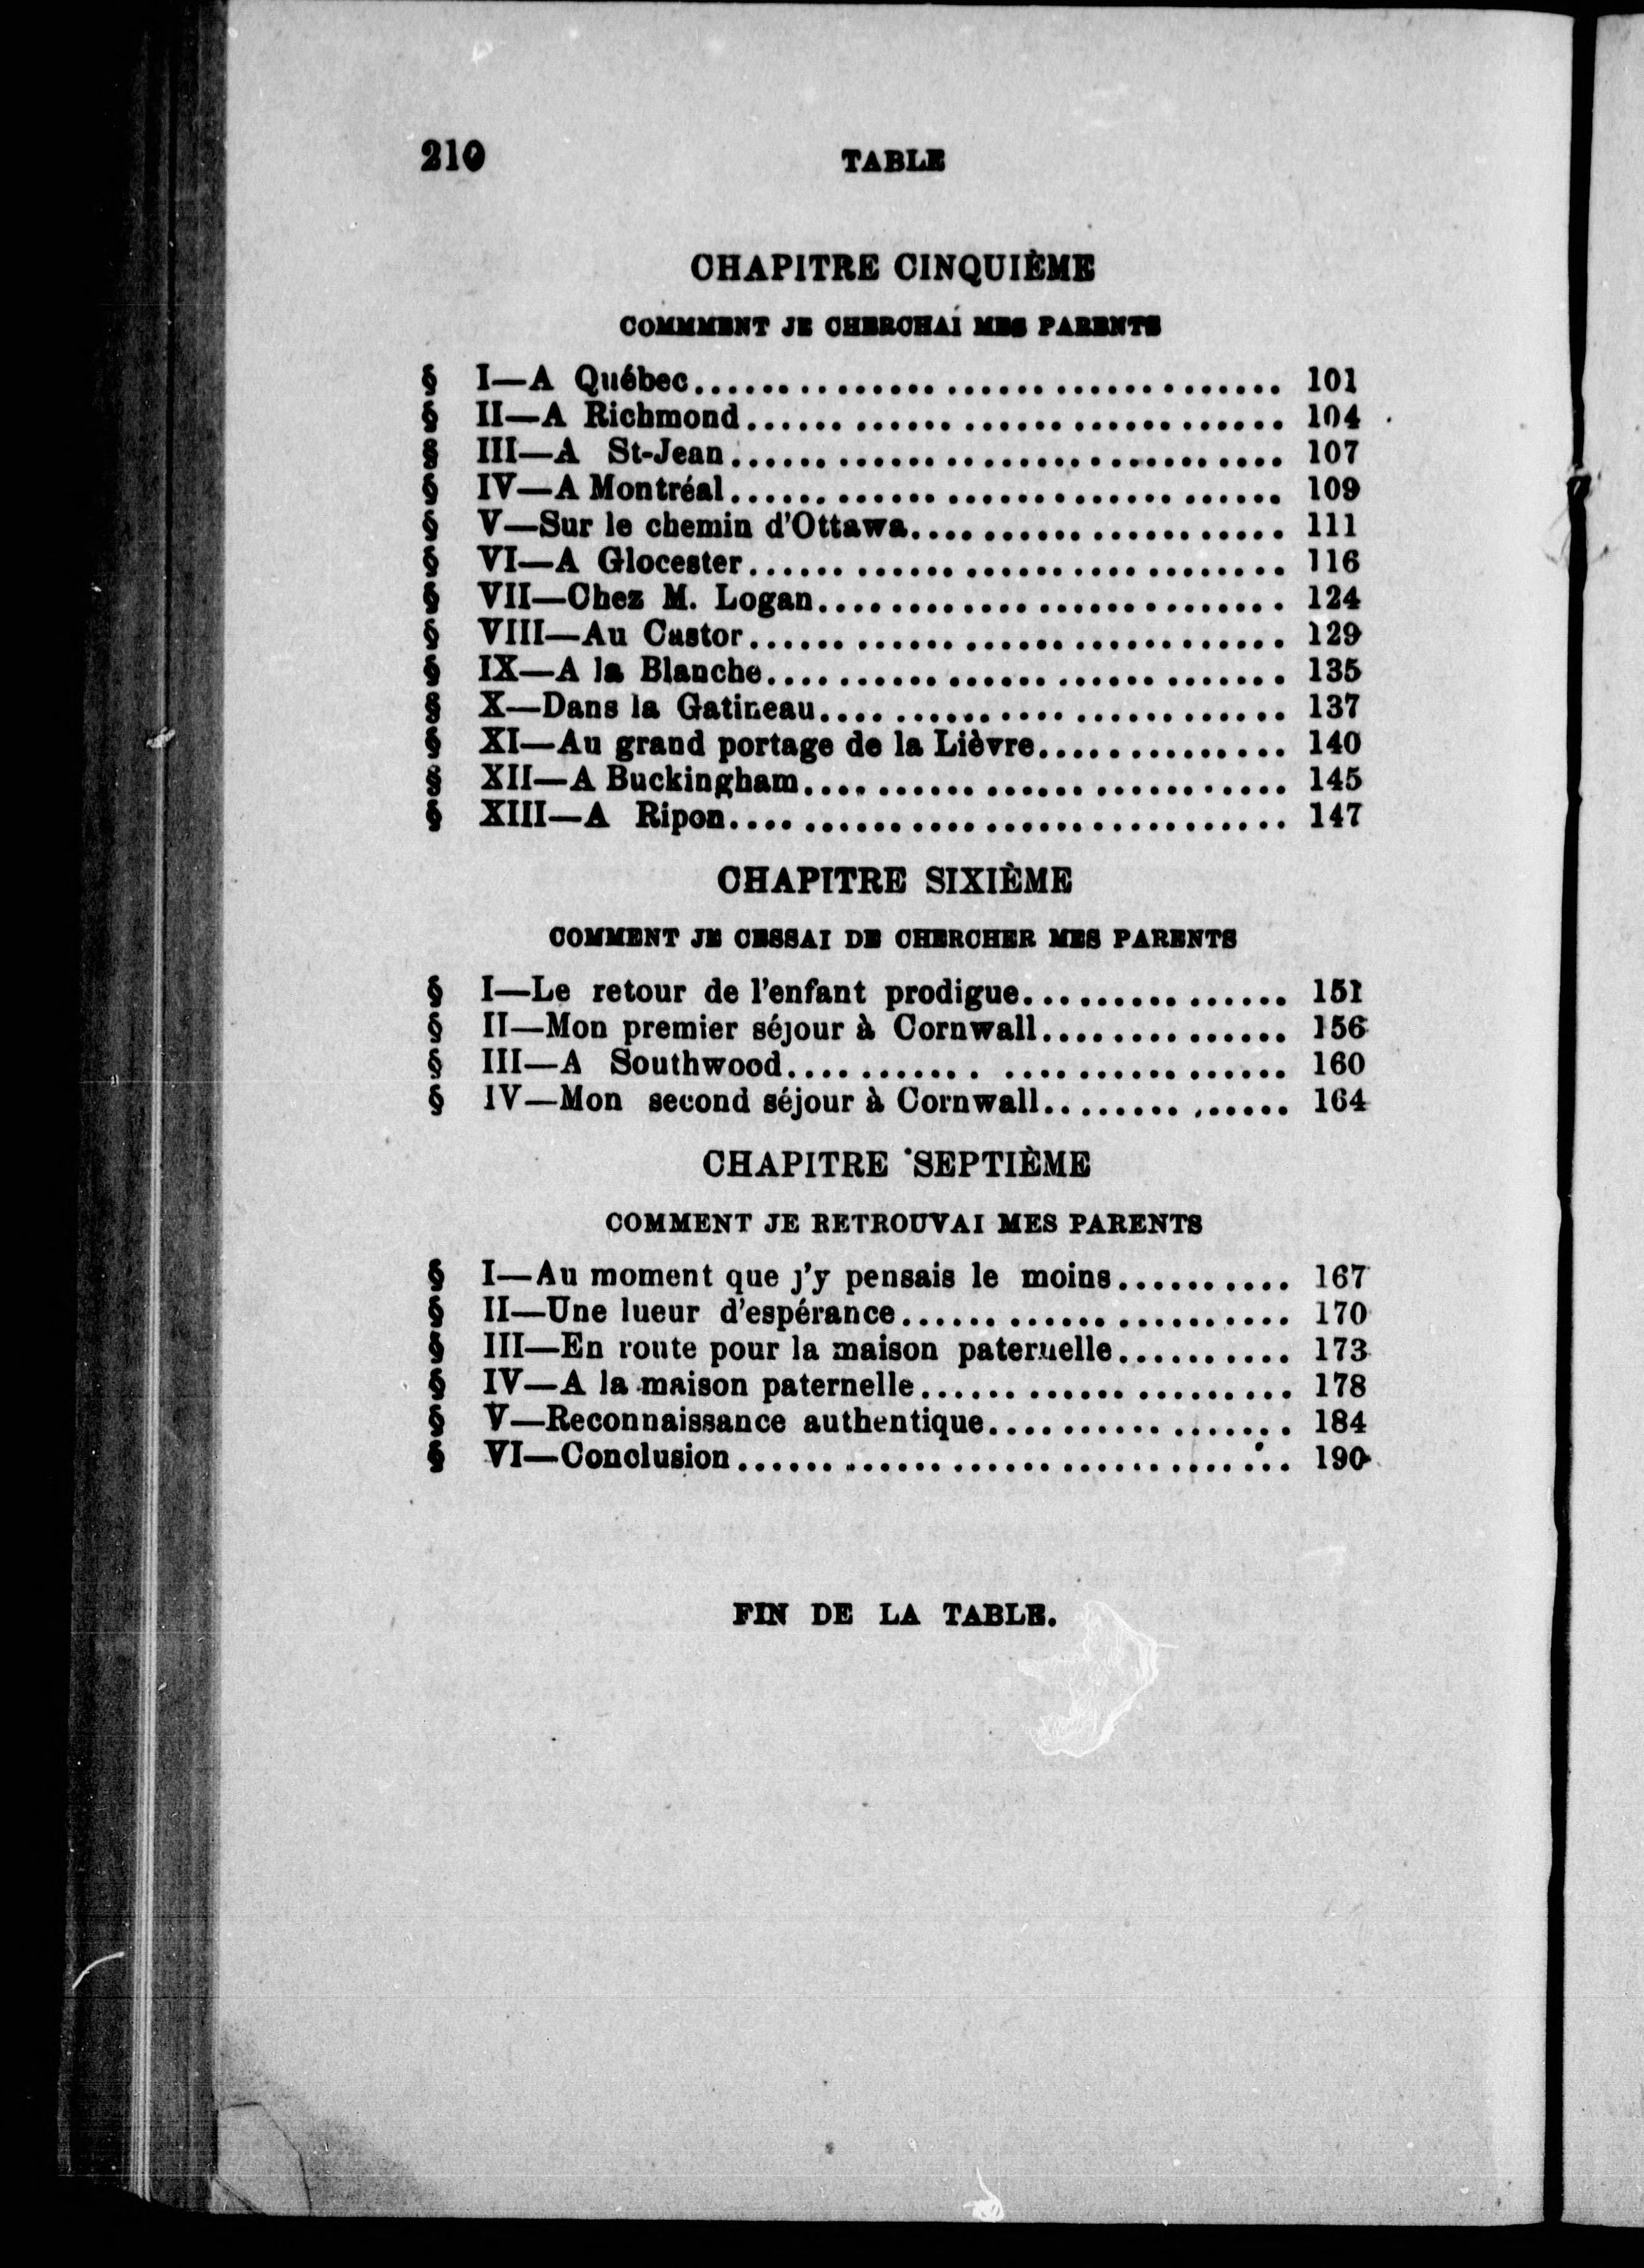 210 TABLE
CHAPITRE CINQUIÈME
COMMMENT JE CHERCHAI MES PARENTS
§ I—A Québec........................................ 101
§ II—A Richmond........................................ 104
§ III—A St-Jean........................................ 107
§ IV—A Montréal........................................ 109
§ V—Sur le chemin d'Ottawa........................ 111
§ VI—A Glocester........................................ 116
§ VII—Chez M. Logan................................ 124
§ VIII—Au Castor........................................ 129
§ IX—A la Blanche........................................ 135
§ X—Dans la Gatineau................................ 137
§ XI—Au grand portage de la Lièvre.............. 140
§ XII—A Buckingham................................ 145
§ XIII—A Ripon........................................ 147
CHAPITRE SIXIÈME
COMMENT JE CESSAI DE CHERCHER MES PARENTS
§ I—Le retour de l'enfant prodigue............... 151
§ II—Mon premier séjour à Cornwall.............. 156
§ III—A Southwood................................ 160
§ IV—Mon second séjour à Cornwall.............. 164
CHAPITRE SEPTIÈME
COMMENT JE RETROUVAI MES PARENTS
§ I—Au moment que j'y pensais le moins.......... 167
§ II—Une lueur d'espérance........................ 170
§ III—En route pour la maison paternelle.......... 173
§ IV—A la maison paternelle........................ 178
§ V—Reconnaissance authentique................. 184
§ VI—Conclusion........................................ 190
FIN DE LA TABLE.